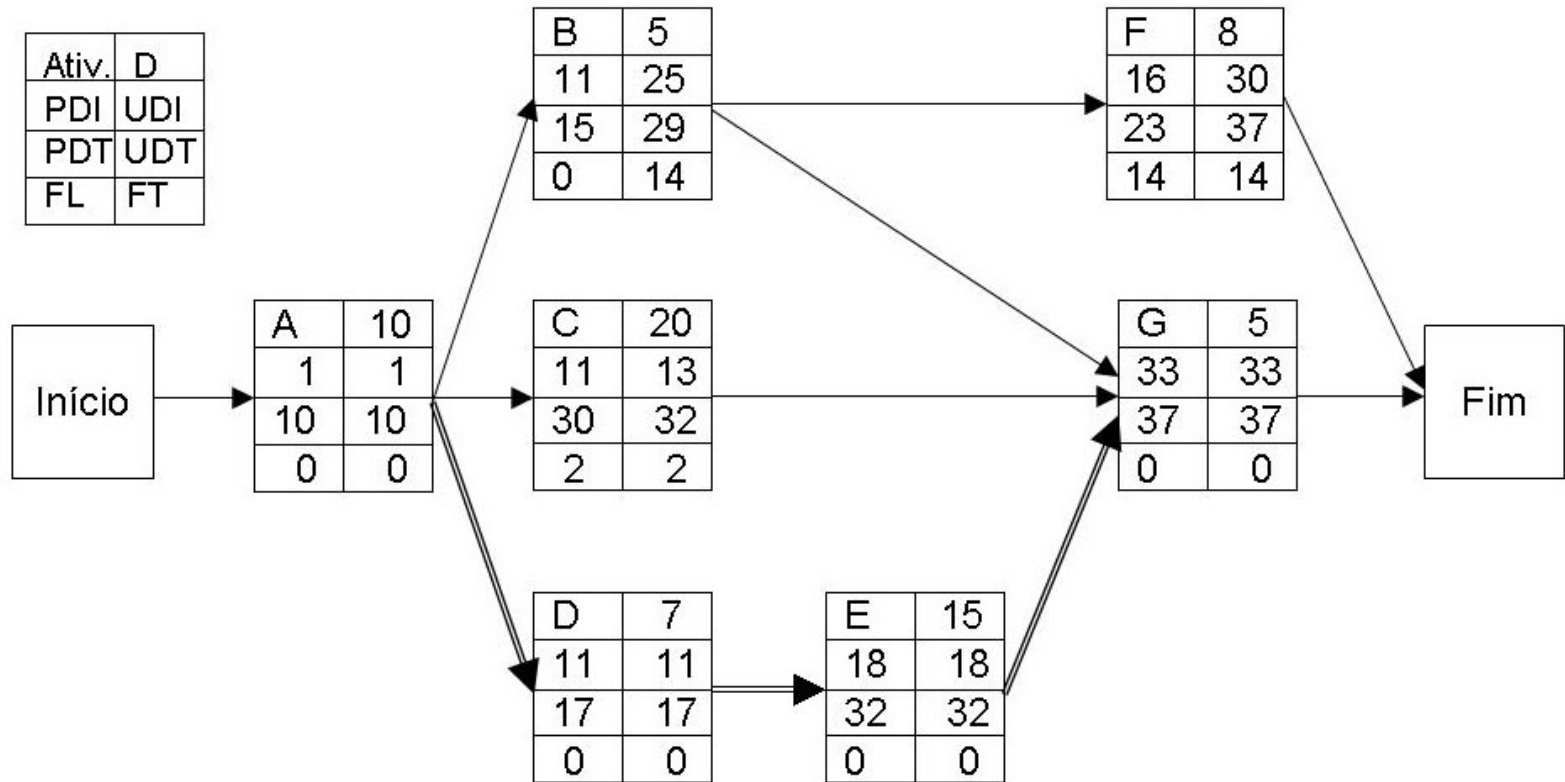 Ativ. D
PDI UDI
PDT UDT
FL FT
B 5
11 25
15 29
0 14
F 8
16 30
23 37
14 14
Início
A 10
1 1
10 10
0 0
C 20
11 13
30 32
2 2
G 5
33 33
37 37
0 0
Fim
D 7
11 11
17 17
0 0
E 15
18 18
32 32
0 0